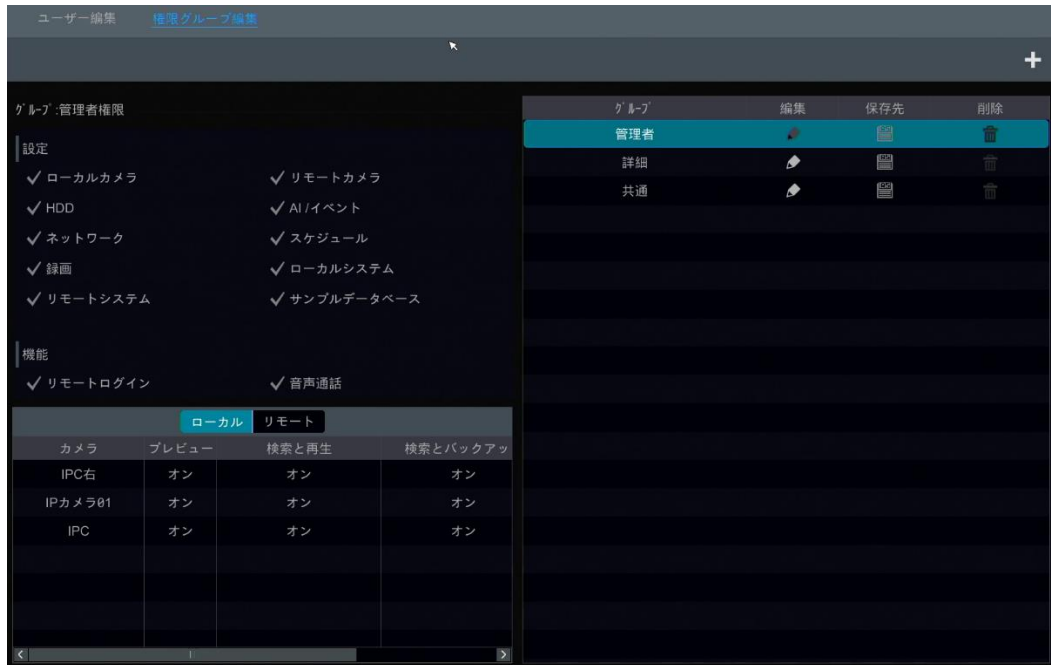 ユーザー編集 権限グループ編集
ｸﾞﾙｰﾌﾟ:管理者権限
設定
ローカルカメラ リモートカメラ
HDD AI/イベント
ネットワーク スケジュール
録画 ローカルシステム
リモートシステム サンプルデータベース
機能
リモートログイン 音声通話
ローカル リモート
カメラ プレビュー 検索と再生 検索とバックアッ
IPC右 オン オン オン
IPカメラ01 オン オン オン
IPC オン オン オン
ｸﾞﾙｰﾌﾟ 編集 保存先 削除
管理者
詳細
共通